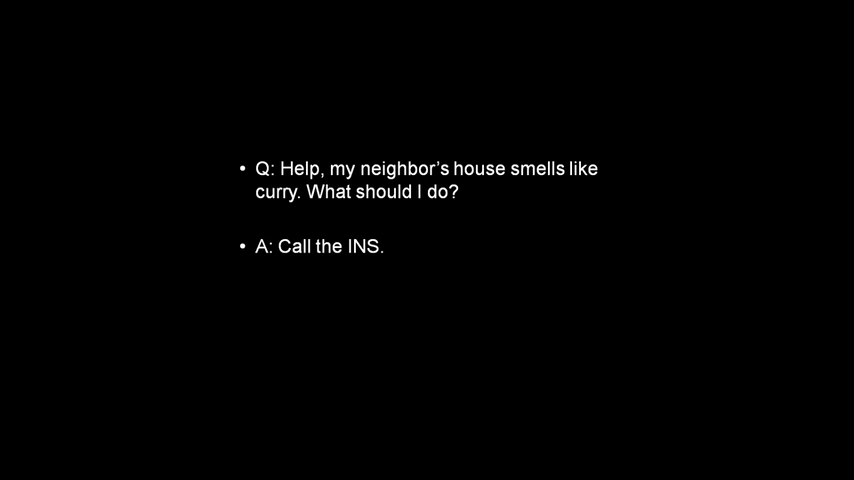 • Q: Help, my neighbor’s house smells like
curry. What should I do?
• A: Call the INS.